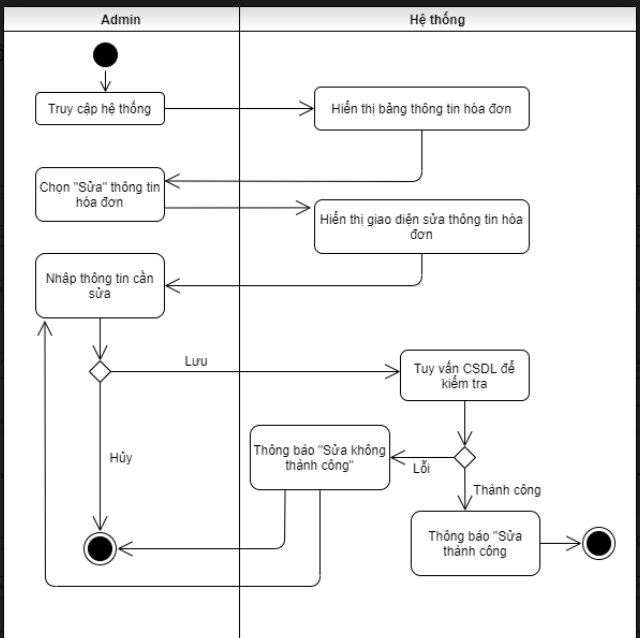 Admin
Hệ thống
Truy cập hệ thống
Hiển thị bảng thông tin hóa đơn
Chọn "Sửa" thông tin
hóa đơn
Hiển thị giao diện sửa thông tin hóa
đơn
Nhập thông tin cần
sửa
Lưu
Tuy vấn CSDL để
kiểm tra
Hủy
Thông báo "Sửa không
thành công"
Lỗi
Thành công
Thông báo "Sửa
thành công